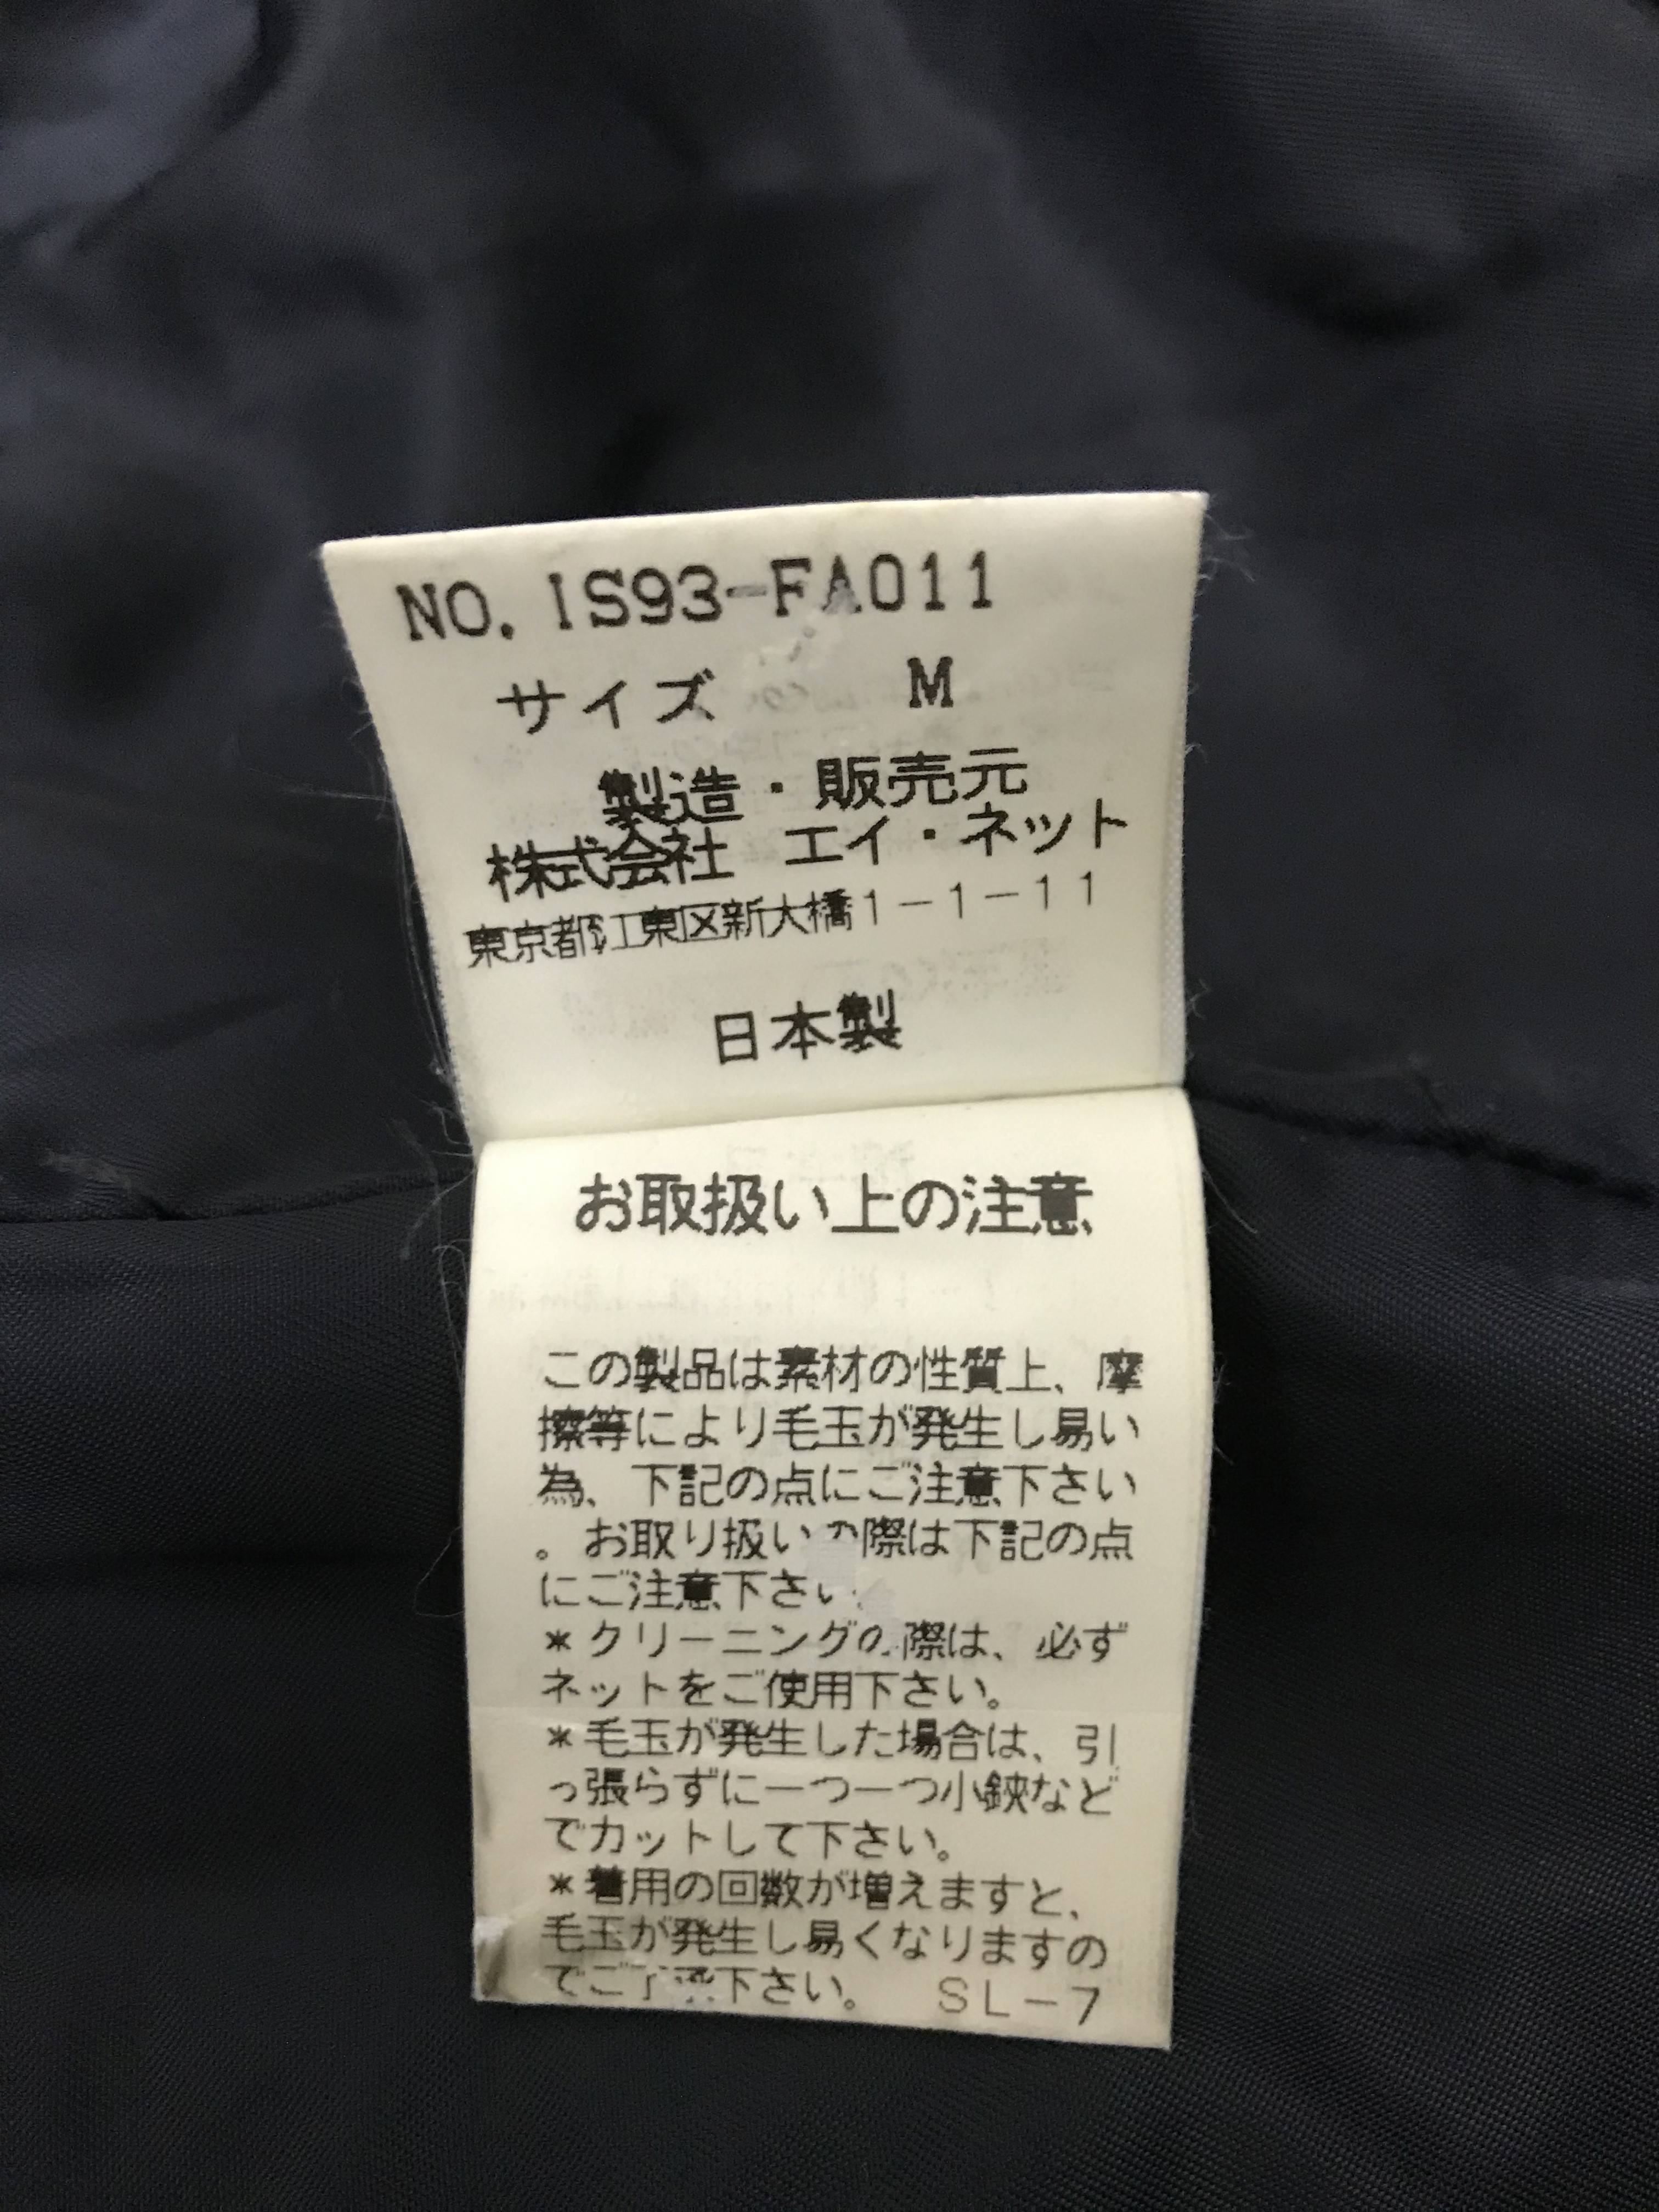 NO. IS93-FA011
サイズ M
製造・販売元
株式会社 エイ・ネット
東京都江東区新大橋1-1-11
日本製
お取扱い上の注意
この製品は素材の性質上、摩
擦等により毛玉が発生し易い
為、下記の点にご注意下さい
。お取り扱いの際は下記の点
にご注意下さい
*クリーニングの際は、必ず
ネットをご使用下さい。
*毛玉が発生した場合は、引
っ張らずに一つ一つ小鋏など
でカットして下さい。
*着用の回数が増えますと、
毛玉が発生し易くなりますの
でご了承下さい。 SL-7